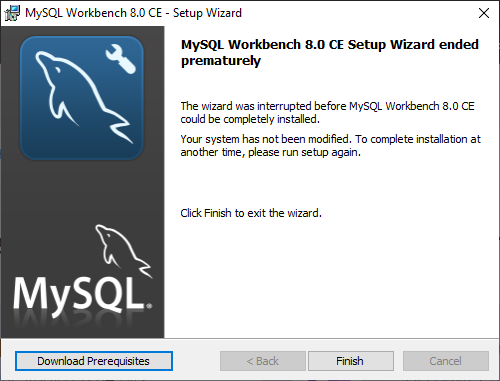 MySQL Workbench 8.0 CE - Setup Wizard
MySQL Workbench 8.0 CE Setup Wizard ended
prematurely
The wizard was interrupted before MySQL Workbench 8.0 CE
could be completely installed.
Your system has not been modified. To complete installation at
another time, please run setup again.
Click Finish to exit the wizard.
MySQL®
Download Prerequisites
< Back
Finish
Cancel